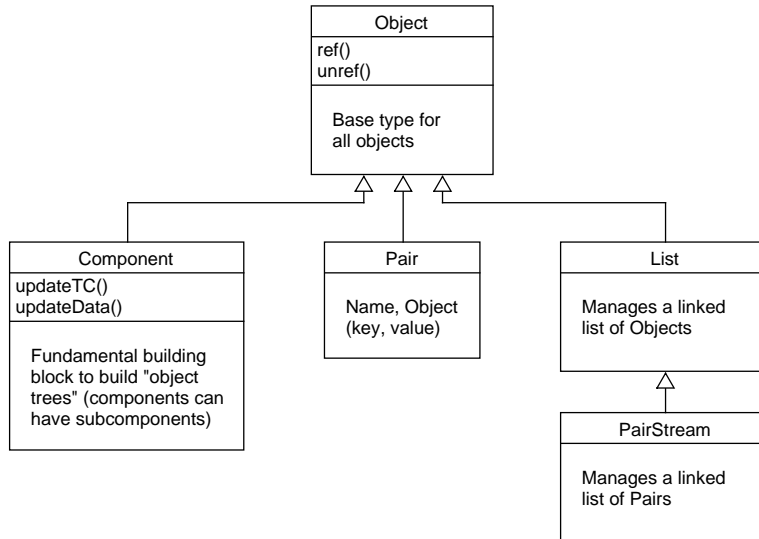 Object
ref()
unref()
Base type for
all objects
Component
updateTC()
updateData()
Fundamental building
block to build "object
trees" (components can
have subcomponents)
Pair
Name, Object
(key, value)
List
Manages a linked
list of Objects
PairStream
Manages a linked
list of Pairs